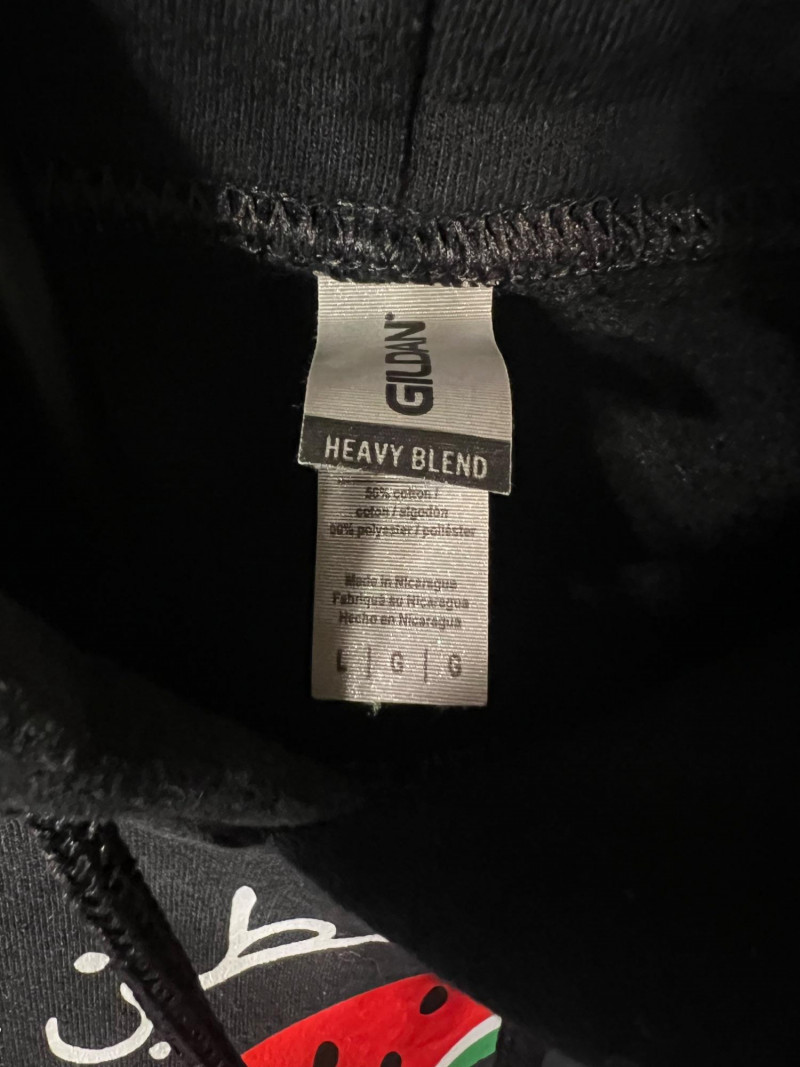 GILDAN®
HEAVY BLEND
50% cotton /
coton / algodón
50% polyester / poliéster
Made in Nicaragua
Fabriqué au Nicaragua
Hecho en Nicaragua
L | G | G